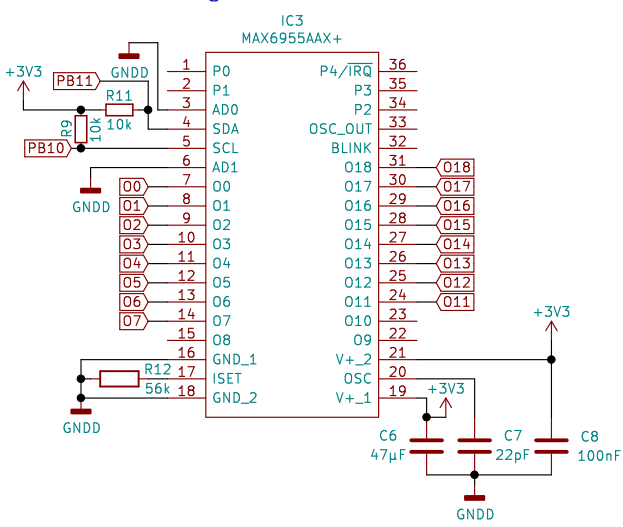 IC3
MAX6955AAX+
+3V3
PB11
GNDD
R11
10k
R9
10k
PB10
GNDD
1 P0
2 P1
3 AD0
4 SDA
5 SCL
6 AD1
O0 7 O0
O1 8 O1
O2 9 O2
O3 10 O3
O4 11 O4
O5 12 O5
O6 13 O6
O7 14 O7
15 O8
16 GND_1
R12 17 ISET
56k 18 GND_2
GNDD
P4/IRQ 36
P3 35
P2 34
OSC_OUT 33
BLINK 32
O18 31 O18
O17 30 O17
O16 29 O16
O15 28 O15
O14 27 O14
O13 26 O13
O12 25 O12
O11 24 O11
O10 23
O9 22
V+_2 21
OSC 20
V+_1 19
+3V3
+3V3
C6
47µF
C7
22pF
C8
100nF
GNDD